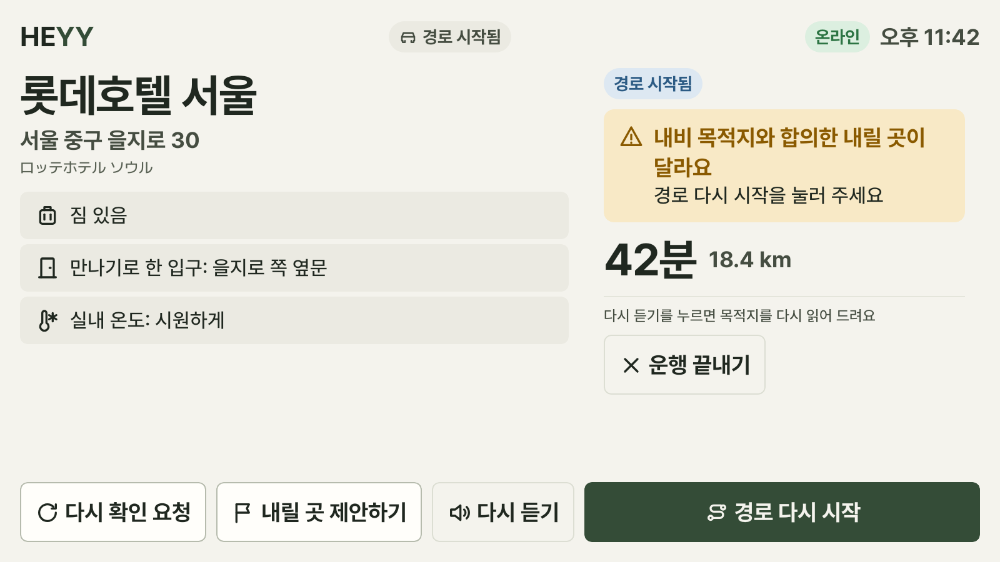 HEYY
경로 시작됨
온라인
오후 11:42
롯데호텔 서울
서울 중구 을지로 30
ロッテホテル ソウル
짐 있음
만나기로 한 입구: 을지로 쪽 옆문
실내 온도: 시원하게
경로 시작됨
내비 목적지와 합의한 내릴 곳이
달라요
경로 다시 시작을 눌러 주세요
42분 18.4 km
다시 듣기를 누르면 목적지를 다시 읽어 드려요
운행 끝내기
다시 확인 요청
내릴 곳 제안하기
다시 듣기
경로 다시 시작